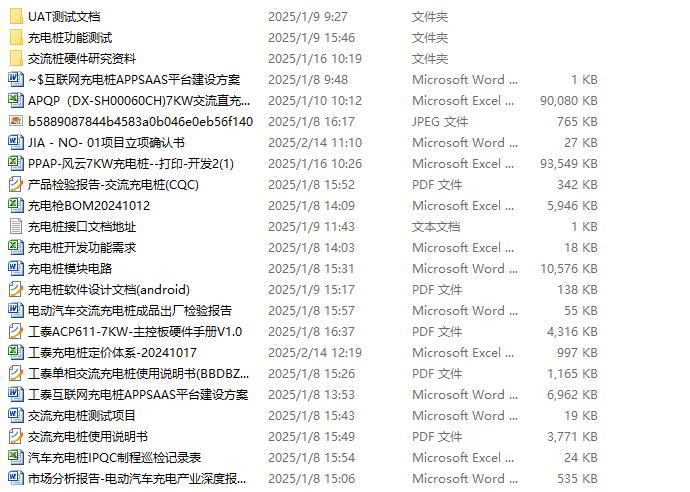 UAT测试文档 2025/1/9 9:27 文件夹
充电桩功能测试 2025/1/9 15:46 文件夹
交流桩硬件研究资料 2025/1/16 10:19 文件夹
~$互联网充电桩APPSAAS平台建设方案 2025/1/8 9:48 Microsoft Word ... 1 KB
APQP（DX-SH00060CH)7KW交流直充... 2025/1/10 10:12 Microsoft Excel ... 90,080 KB
b5889087844b4583a0b046e0eb56f140 2025/1/8 16:17 JPEG 文件 765 KB
JIA - NO- 01项目立项确认书 2025/2/14 11:10 Microsoft Word ... 27 KB
PPAP-风云7KW充电桩--打印-开发2(1) 2025/1/16 10:26 Microsoft Excel ... 93,549 KB
产品检验报告-交流充电桩(CQC) 2025/1/8 15:52 PDF 文件 342 KB
充电枪BOM20241012 2025/1/8 14:09 Microsoft Excel ... 5,946 KB
充电桩接口文档地址 2025/1/9 11:43 文本文档 1 KB
充电桩开发功能需求 2025/1/8 14:03 Microsoft Excel ... 18 KB
充电桩模块电路 2025/1/8 15:31 Microsoft Word ... 10,576 KB
充电桩软件设计文档(android) 2025/1/9 15:17 PDF 文件 138 KB
电动汽车交流充电桩成品出厂检验报告 2025/1/8 15:57 Microsoft Word ... 55 KB
工泰ACP611-7KW-主控板硬件手册V1.0 2025/1/8 16:37 PDF 文件 4,316 KB
工泰充电桩定价体系-20241017 2025/2/14 12:19 Microsoft Excel ... 997 KB
工泰单相交流充电桩使用说明书(BBDBZ... 2025/1/8 15:26 PDF 文件 1,165 KB
工泰互联网充电桩APPSAAS平台建设方案 2025/1/8 13:53 Microsoft Word ... 6,962 KB
交流充电桩测试项目 2025/1/8 15:43 Microsoft Word ... 19 KB
交流充电桩使用说明书 2025/1/8 15:49 PDF 文件 3,771 KB
汽车充电桩IPQC制程巡检记录表 2025/1/8 15:54 Microsoft Excel ... 24 KB
市场分析报告-电动汽车充电产业深度报... 2025/1/8 15:06 Microsoft Word ... 535 KB